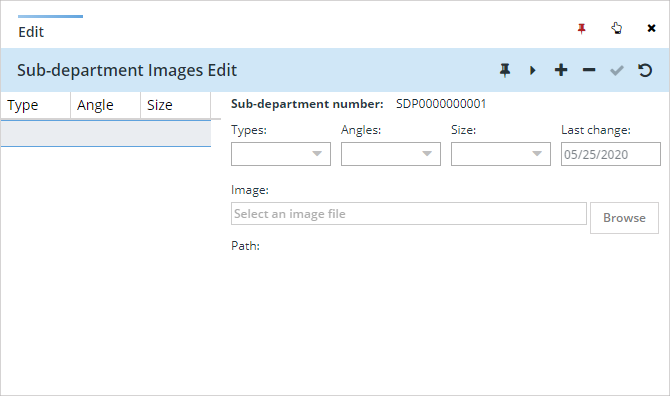 Edit
Sub-department Images Edit
Type Angle Size
Sub-department number: SDP0000000001
Types: Angles: Size: Last change:
05/25/2020
Image:
Select an image file Browse
Path: